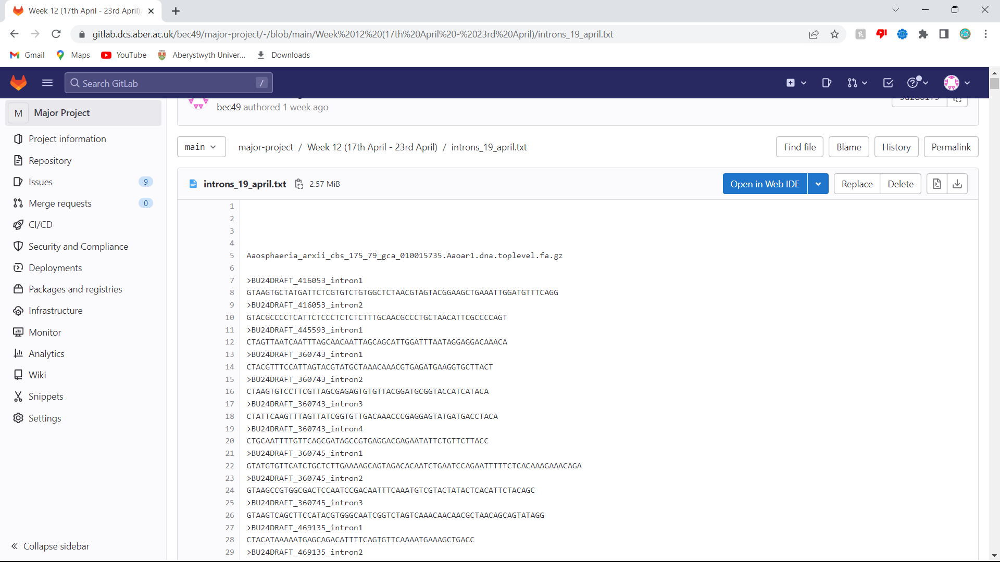 Week 12 (17th April - 23rd April)
gitlab.dcs.aber.ac.uk/bec49/major-project/-/blob/main/Week%2012%20(17th%20April%20-%2023rd%20April)/introns_19_april.txt
Gmail Maps YouTube Aberystwyth Univer... Downloads
Search GitLab /
M Major Project
bec49 authored 1 week ago
Project information
Repository
Issues 9
Merge requests 0
CI/CD
Security and Compliance
Deployments
Packages and registries
Infrastructure
Monitor
Analytics
Wiki
Snippets
Settings
Collapse sidebar
main major-project / Week 12 (17th April - 23rd April) / introns_19_april.txt Find file Blame History Permalink
introns_19_april.txt 2.57 MiB Open in Web IDE Replace Delete
1
2
3
4
5 Aaosphaeria_arxii_cbs_175_79_gca_010015735.Aaoar1.dna.toplevel.fa.gz
6
7 >BU24DRAFT_416053_intron1
8 GTAAGTGCTATGATTCTCGTGTCTGTGGCTCTAACGTAGTACGGAAGCTGAAATTGGATGTTTCAGG
9 >BU24DRAFT_416053_intron2
10 GTACGCCCCTCATTCTCCCTCTCTCTTTGCAACGCCCTGCTAACATTCGCCCCAGT
11 >BU24DRAFT_445593_intron1
12 CTAGTTAATCAATTTAGCAACAATTAGCAGCATTGGATTTAATAGGAGGACAAACA
13 >BU24DRAFT_360743_intron1
14 CTACGTTTCCATTAGTACGTATGCTAAACAAACGTGAGATGAAGGTGCTTACT
15 >BU24DRAFT_360743_intron2
16 CTAAGTGTCCTTCGTTAGCGAGAGTGTGTTACGGATGCGGTACCATCATACA
17 >BU24DRAFT_360743_intron3
18 CTATTCAAGTTTAGTTATCGGTGTTGACAAACCCGAGGAGTATGATGACCTACA
19 >BU24DRAFT_360743_intron4
20 CTGCAATTTTGTTCAGCGATAGCCGTGAGGACGAGAATATTCTGTTCTTACC
21 >BU24DRAFT_360745_intron1
22 GTATGTGTTCATCTGCTCTTGAAAAGCAGTAGACACAATCTGAATCCAGAATTTTTCTCACAAAGAAACAGA
23 >BU24DRAFT_360745_intron2
24 GTAAGCCGTGGCGACTCCAATCCGACAATTTCAAATGTCGTACTATACTCACATTCTACAGC
25 >BU24DRAFT_360745_intron3
26 GTAAGTCAGCTTCCATACGTGGGCAATCGGTCTAGTCAAACAACAACGCTAACAGCAGTATAGG
27 >BU24DRAFT_469135_intron1
28 CTACATAAAAATGAGCAGACATTTTCAGTGTTCAAAATGAAAGCTGACC
29 >BU24DRAFT_469135_intron2